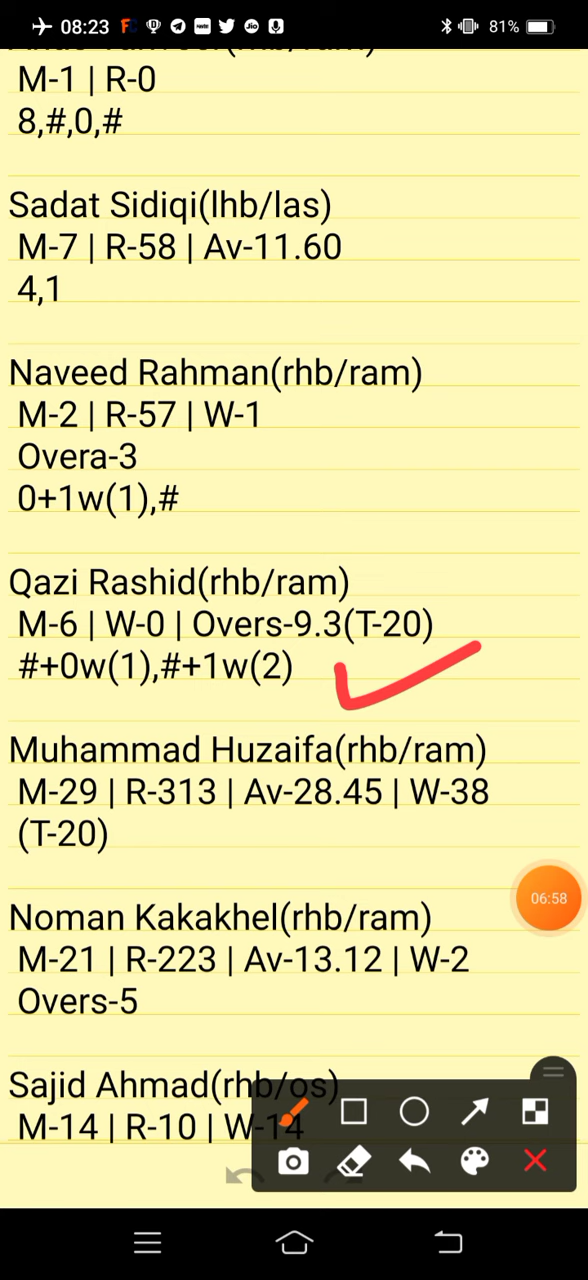 08:23
81%
M-1 | R-0
8,#,0,#
Sadat Sidiqi(lhb/las)
M-7 | R-58 | Av-11.60
4,1
Naveed Rahman(rhb/ram)
M-2 | R-57 | W-1
Overa-3
0+1w(1),#
Qazi Rashid(rhb/ram)
M-6 | W-0 | Overs-9.3(T-20)
#+0w(1),#+1w(2)
Muhammad Huzaifa(rhb/ram)
M-29 | R-313 | Av-28.45 | W-38
(T-20)
06:58
Noman Kakakhel(rhb/ram)
M-21 | R-223 | Av-13.12 | W-2
Overs-5
Sajid Ahmad(rhb/os)
M-14 | R-10 | W-14